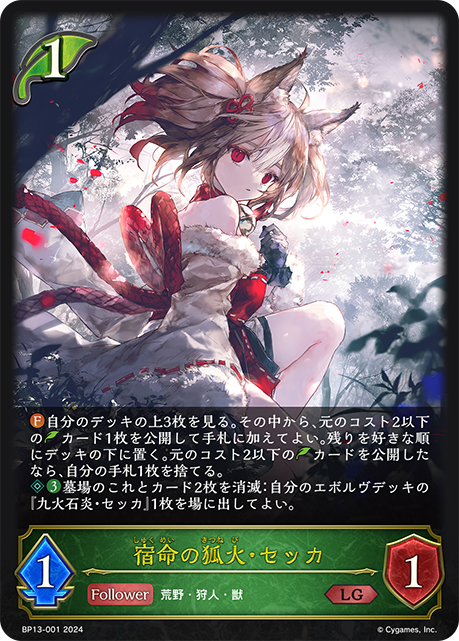 1
F 自分のデッキの上3枚を見る。その中から、元のコスト2以下
のカード1枚を公開して手札に加えてよい。残りを好きな順
にデッキの下に置く。元のコスト2以下のカードを公開した
なら、自分の手札1枚を捨てる。
3 墓場のこれとカード2枚を消滅:自分のエボルヴデッキの
『九火石炎・セッカ』1枚を場に出してよい。
しゅくめい きつねび
宿命の狐火・セッカ
1
Follower 荒野・狩人・獣 LG
1
BP13-001 2024 © Cygames, Inc.